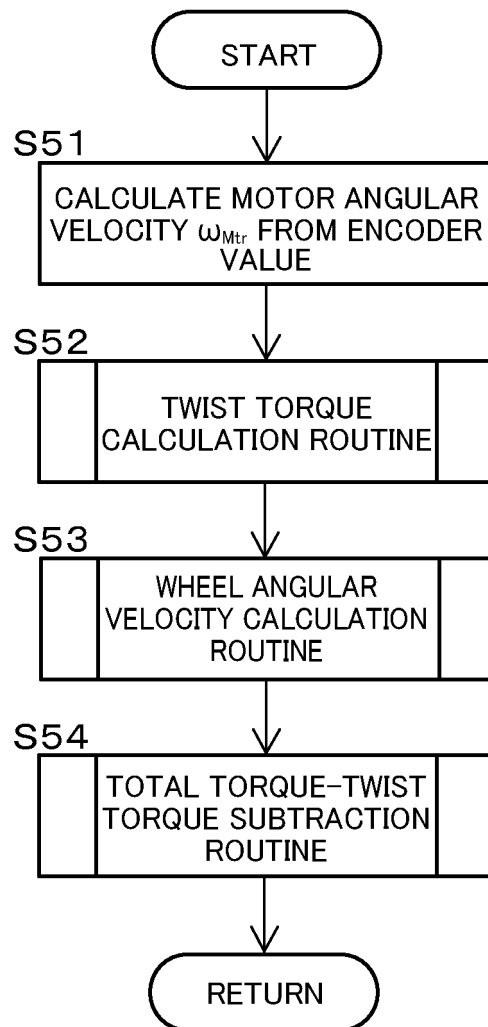 START
S51
CALCULATE MOTOR ANGULAR
VELOCITY ωMtr FROM ENCODER
VALUE
S52
TWIST TORQUE
CALCULATION ROUTINE
S53
WHEEL ANGULAR
VELOCITY CALCULATION
ROUTINE
S54
TOTAL TORQUE-TWIST
TORQUE SUBTRACTION
ROUTINE
RETURN